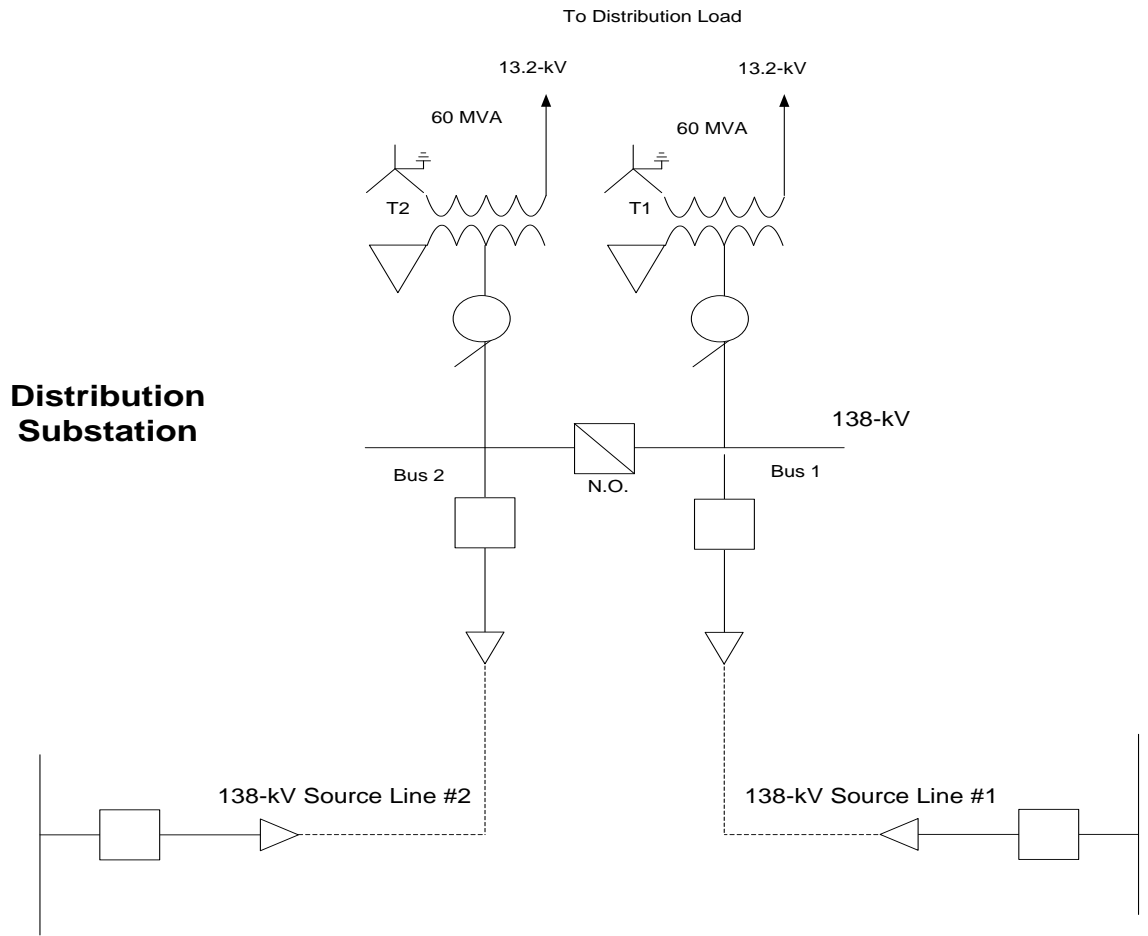 To Distribution Load
13.2-kV
13.2-kV
60 MVA
60 MVA
T2
T1
Distribution
Substation
138-kV
Bus 2
Bus 1
N.O.
138-kV Source Line #2
138-kV Source Line #1